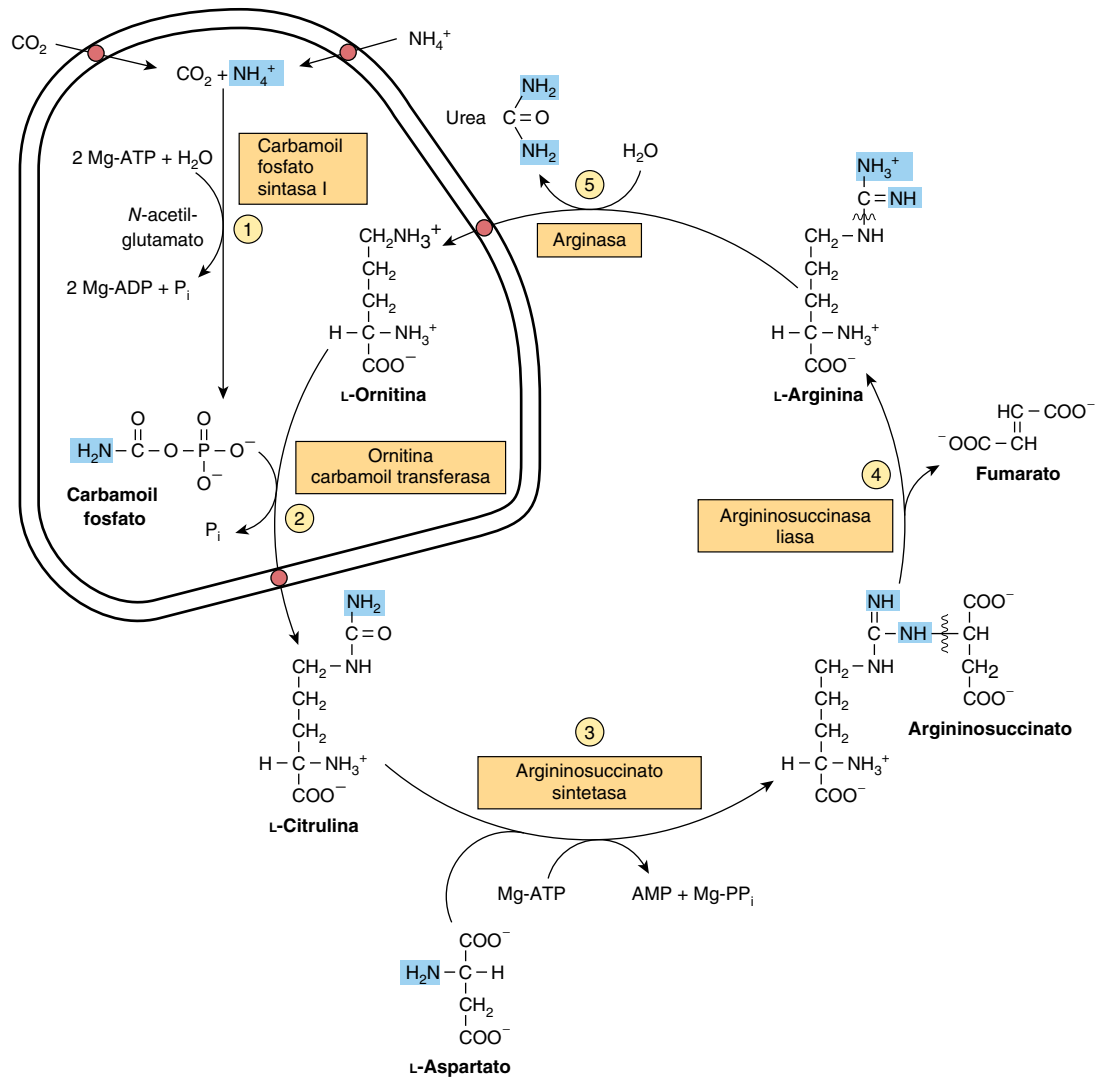 CO₂
NH₄⁺
CO₂ + NH₄⁺
2 Mg-ATP + H₂O
Carbamoil
fosfato
sintasa I
N-acetil-
glutamato
1
2 Mg-ADP + Pᵢ
CH₂NH₃⁺
CH₂
CH₂
H – C – NH₃⁺
COO⁻
L-Ornitina
O O
H₂N – C – O – P – O⁻
O⁻
Carbamoil
fosfato
Ornitina
carbamoil transferasa
Pᵢ
2
NH₂
Urea C = O
NH₂
H₂O
5
Arginasa
NH₃⁺
C = NH
CH₂ – NH
CH₂
CH₂
H – C – NH₃⁺
COO⁻
L-Arginina
HC – COO⁻
⁻OOC – CH
Fumarato
4
Argininosuccinasa
liasa
NH COO⁻
C – NH CH
CH₂ – NH CH₂
CH₂ COO⁻
CH₂
H – C – NH₃⁺
COO⁻
Argininosuccinato
NH₂
C = O
CH₂ – NH
CH₂
CH₂
H – C – NH₃⁺
COO⁻
L-Citrulina
3
Argininosuccinato
sintetasa
Mg-ATP
AMP + Mg-PPᵢ
COO⁻
H₂N – C – H
CH₂
COO⁻
L-Aspartato